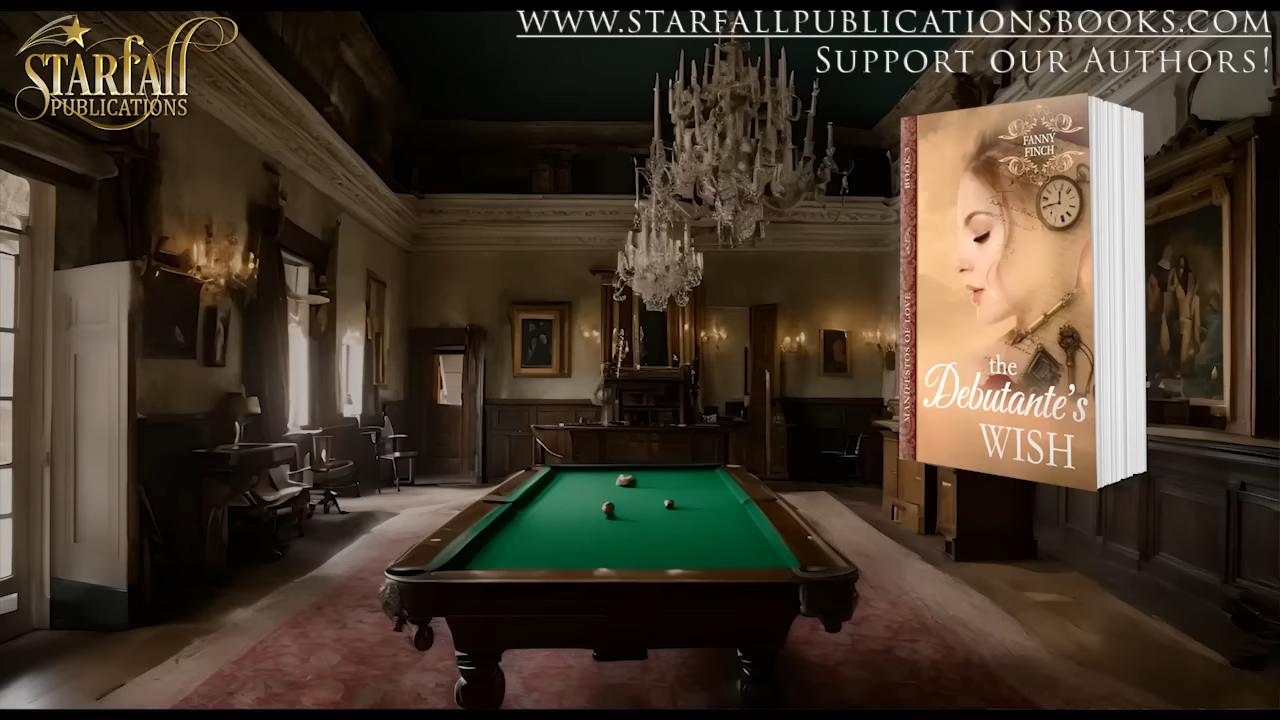 STARfall
PUBLICATIONS
WWW.STARFALLPUBLICATIONSBOOKS.COM
SUPPORT OUR AUTHORS!
FANNY
FINCH
BOOK 3
MANIFESTOS OF LOVE
the
Debutante's
WISH